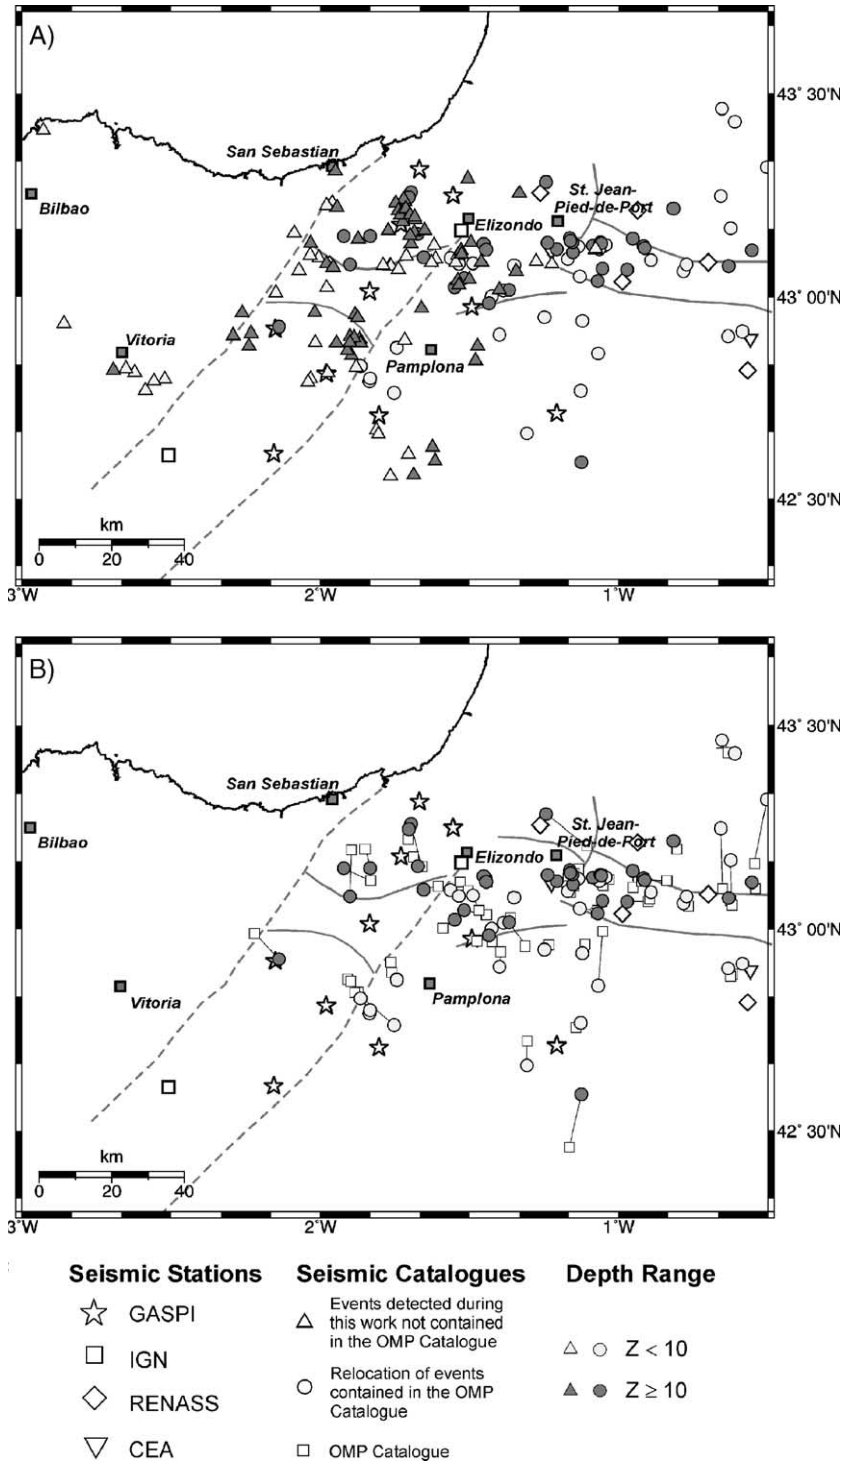 A)
43° 30'N
San Sebastian
St. Jean-
Pied-de-Port
Bilbao
Elizondo
43° 00'N
Vitoria
Pamplona
42° 30'N
km
0 20 40
3°W 2°W 1°W
B)
43° 30'N
San Sebastian
St. Jean-
Pied-de-Port
Bilbao
Elizondo
43° 00'N
Vitoria
Pamplona
42° 30'N
km
0 20 40
3°W 2°W 1°W
Seismic Stations
GASPI
IGN
RENASS
CEA
Seismic Catalogues
Events detected during
this work not contained
in the OMP Catalogue
Relocation of events
contained in the OMP
Catalogue
OMP Catalogue
Depth Range
Z < 10
Z ≥ 10